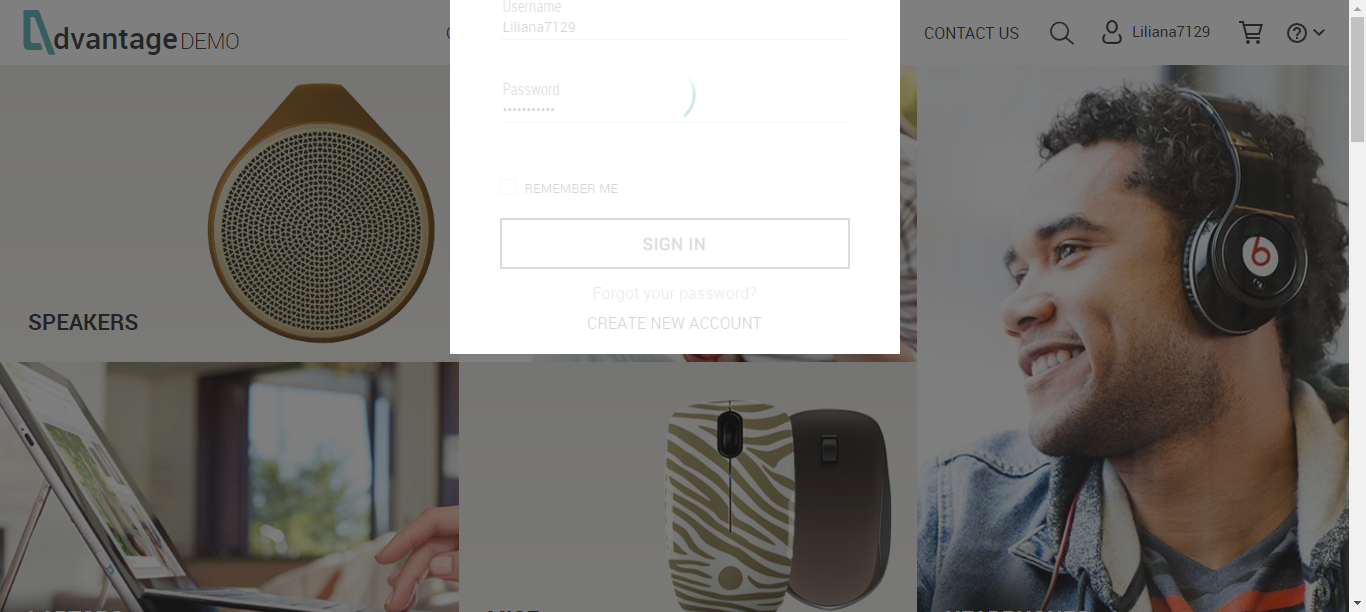 dvantage DEMO
CONTACT US
Liliana7129
Username
Liliana7129
Password
REMEMBER ME
SIGN IN
Forgot your password?
CREATE NEW ACCOUNT
SPEAKERS